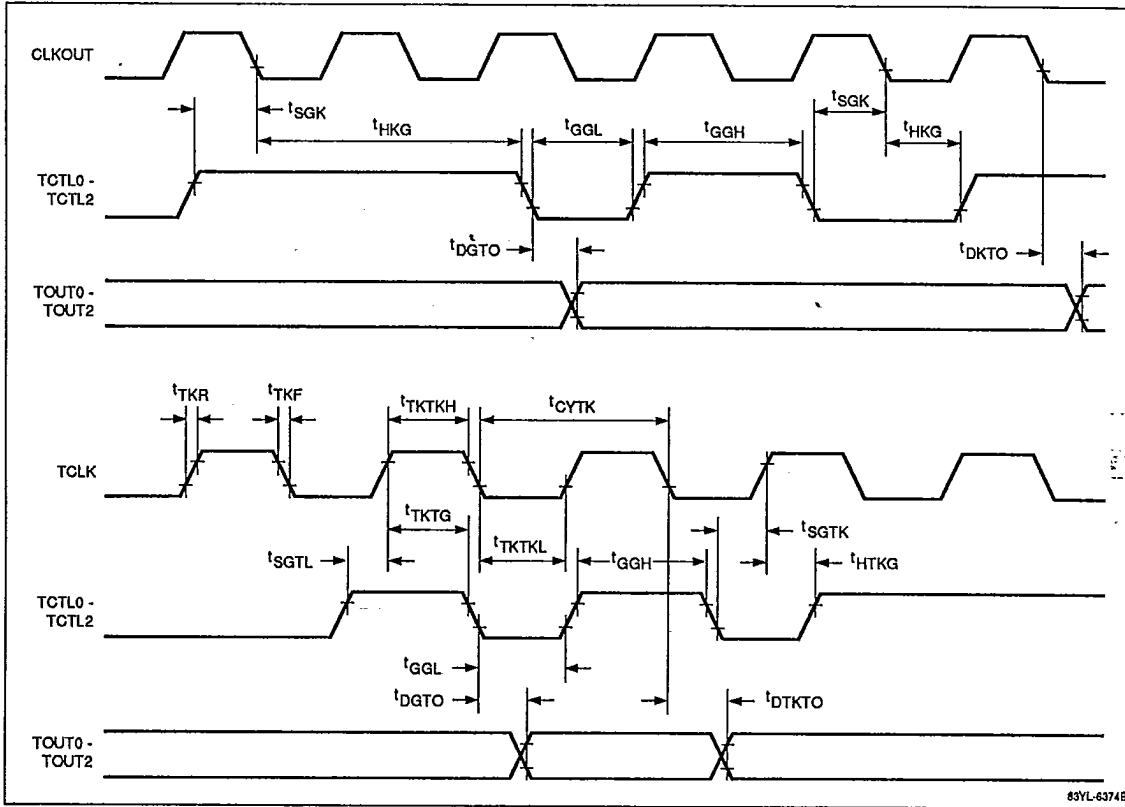 CLKOUT
tSGK
tHKG
tGGL
tGGH
tSGK
tHKG
TCTL0 -
TCTL2
tDGTO
tDKTO
TOUT0 -
TOUT2
tTKR
tTKF
tTKTKH
tCYTK
TCLK
tTKTG
tSGTK
tSGTL
tTKTKL
tGGH
tHTKG
TCTL0 -
TCTL2
tGGL
tDGTO
tDTKTO
TOUT0 -
TOUT2
83YL-6374B